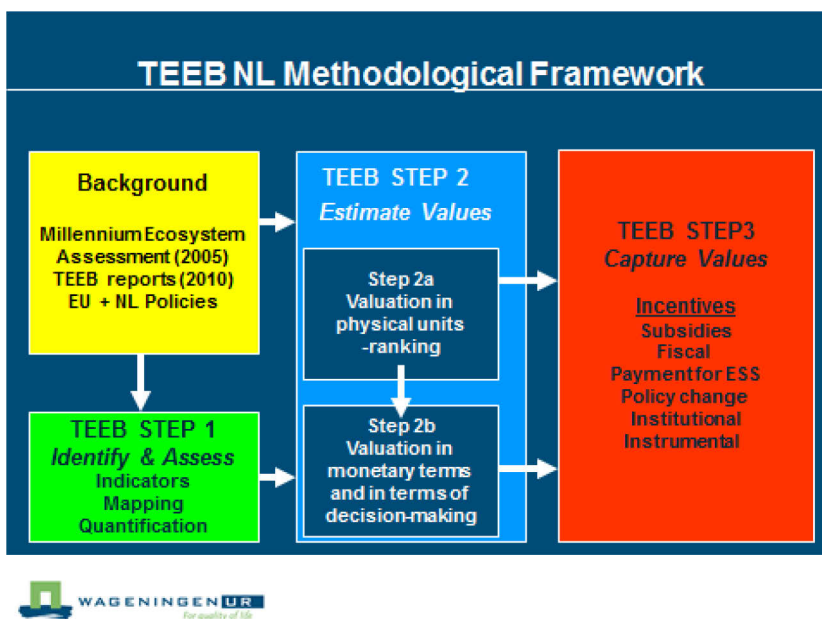 TEEB NL Methodological Framework
Background
Millennium Ecosystem
Assessment (2005)
TEEB reports (2010)
EU + NL Policies
TEEB STEP 1
Identify & Assess
Indicators
Mapping
Quantification
TEEB STEP 2
Estimate Values
Step 2a
Valuation in
physical units
-ranking
Step 2b
Valuation in
monetary terms
and in terms of
decision-making
TEEB STEP3
Capture Values
Incentives
Subsidies
Fiscal
Payment for ESS
Policy change
Institutional
Instrumental
WAGENINGEN UR
For quality of life